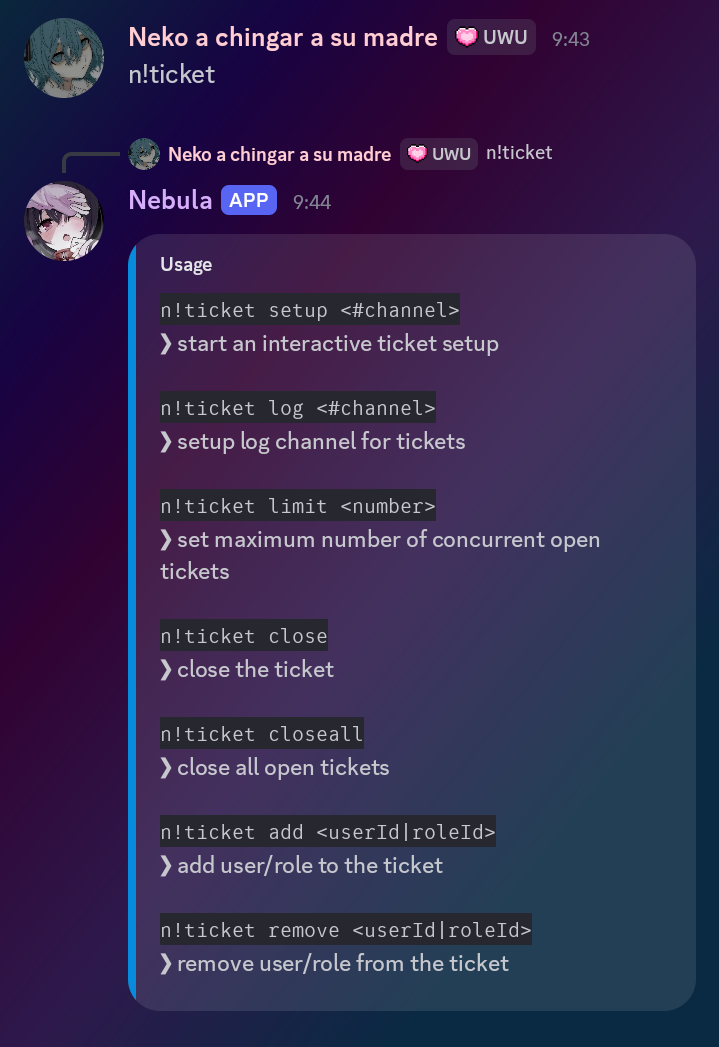 Neko a chingar a su madre UWU 9:43
n!ticket
Neko a chingar a su madre UWU n!ticket
Nebula APP 9:44
Usage
n!ticket setup <#channel>
❯ start an interactive ticket setup
n!ticket log <#channel>
❯ setup log channel for tickets
n!ticket limit <number>
❯ set maximum number of concurrent open
tickets
n!ticket close
❯ close the ticket
n!ticket closeall
❯ close all open tickets
n!ticket add <userId|roleId>
❯ add user/role to the ticket
n!ticket remove <userId|roleId>
❯ remove user/role from the ticket